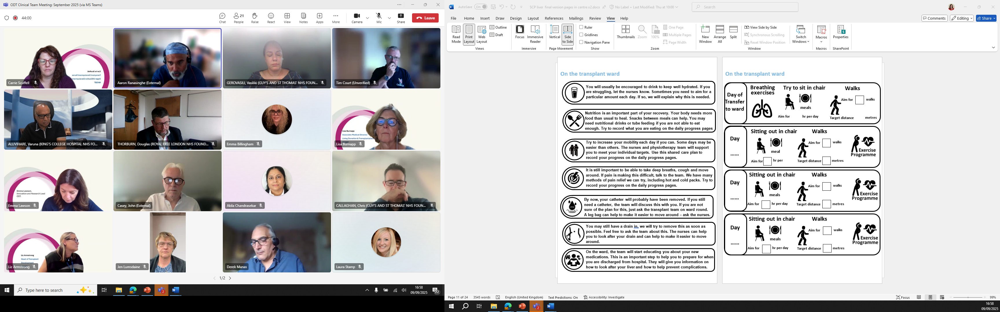 ODT Clinical Team Meeting: September 2025 (via MS Teams)
44:00
Chat
21
People
Raise
React
View
Notes
Apps
More
Camera
Mic
Share
Leave
Carrie Scuffell
Aaron Ranasinghe (External)
GEROVASILI, Vasiliki (GUY'S AND ST THOMAS' NHS FOUN...
Tim Court (Unverified)
ALUVIHARE, Varuna (KING'S COLLEGE HOSPITAL NHS FO...
THORBURN, Douglas (ROYAL FREE LONDON NHS FOUND...
Emma Billingham
Lisa Burnapp
Associate Medical Director
Living Donation & Transplantation
Lisa Burnapp
Emma Lawson.
Innovation and Research Lead
ODT.
Emma Lawson
Casey, John (External)
Akila Chandrasekar
CALLAGHAN, Chris (GUY'S AND ST THOMAS' NHS FOUN...
Liz Armstrong
Head of Transplant
Development
Liz Armstrong
Jen Lumsdaine
Derek Manas
Laura Stamp
1/2
Type here to search
2
16:58
09/09/2025
22
AutoSave
On
SCP liver final version pages in centre x2.docx
No Label • Last Modified: Thu at 10:00
Search
File
Home
Insert
Draw
Design
Layout
References
Mailings
Review
View
Help
Comments
Editing
Share
Read
Mode
Print
Layout
Web
Layout
Outline
Draft
Views
Focus
Immersive
Reader
Immersive
Vertical
Side
to Side
Page Movement
Ruler
Gridlines
Navigation Pane
Show
Thumbnails
Zoom
100%
One Page
Multiple Pages
Page Width
Zoom
New
Window
Arrange
All
Split
View Side by Side
Synchronous Scrolling
Reset Window Position
Window
Switch
Windows
Macros
Macros
Properties
SharePoint
On the transplant ward
You will usually be encouraged to drink to keep well hydrated. If you
are struggling, let the nurses know. Sometimes you need to aim for a
particular amount each day. If so, we will explain why this is needed.
Nutrition is an important part of your recovery. Your body needs more
food than usual to heal. Snacks between meals can help. You may
need nutritional drinks or tube feeding if you are not able to eat
enough. Try to record what you are eating on the daily progress pages
Try to increase your mobility each day if you can. Some days may be
easier than others. The nurses and physiotherapy team will support
you to meet your individual targets. Use this shared care plan to
record your progress on the daily progress pages.
It is still important to be able to take deep breaths, cough and move
around. If pain is making this difficult, talk to the team. We have many
methods of pain relief we can try, including hot and cold packs. Try to
record your progress on the daily progress pages.
By now, your catheter will probably have been removed. If you still
need a catheter, the team will discuss this with you. If you are not
sure of the plan for this, just ask the transplant team on ward round.
A leg bag can help to make it easier to move around – ask the nurses.
You may still have a drain in, we will try to remove this as soon as
possible. Feel free to ask the team about this. The nurses can help
you to look after your drain and can help to make it easier to move
around.
On the ward, the team will start educating you about your new
medications. This is an important step to help you to prepare for when
you are discharged from hospital. They will give you information on
how to look after your liver and how to help prevent complications.
On the transplant ward
Day of
Transfer
to ward
Breathing
exercises
Try to sit in chair
meals
Aim for hr per day
Walks
Aim for walks
Target distance metres
Day
......
Sitting out in chair
meal
Aim for hr per
Walks
Aim for walks
Target distance metres
Exercise
Programme
Day
......
Sitting out in chair
meals
Aim for hr per day
Walks
Aim for walks
Target distance metres
Exercise
Programme
Day
......
Sitting out in chair
meals
Aim for hr per day
Walks
Aim for walks
Target distance metres
Exercise
Programme
Page 11 of 24
3545 words
English (United Kingdom)
Text Predictions: On
Accessibility: Investigate
Focus
99%
2
16:58
09/09/2025